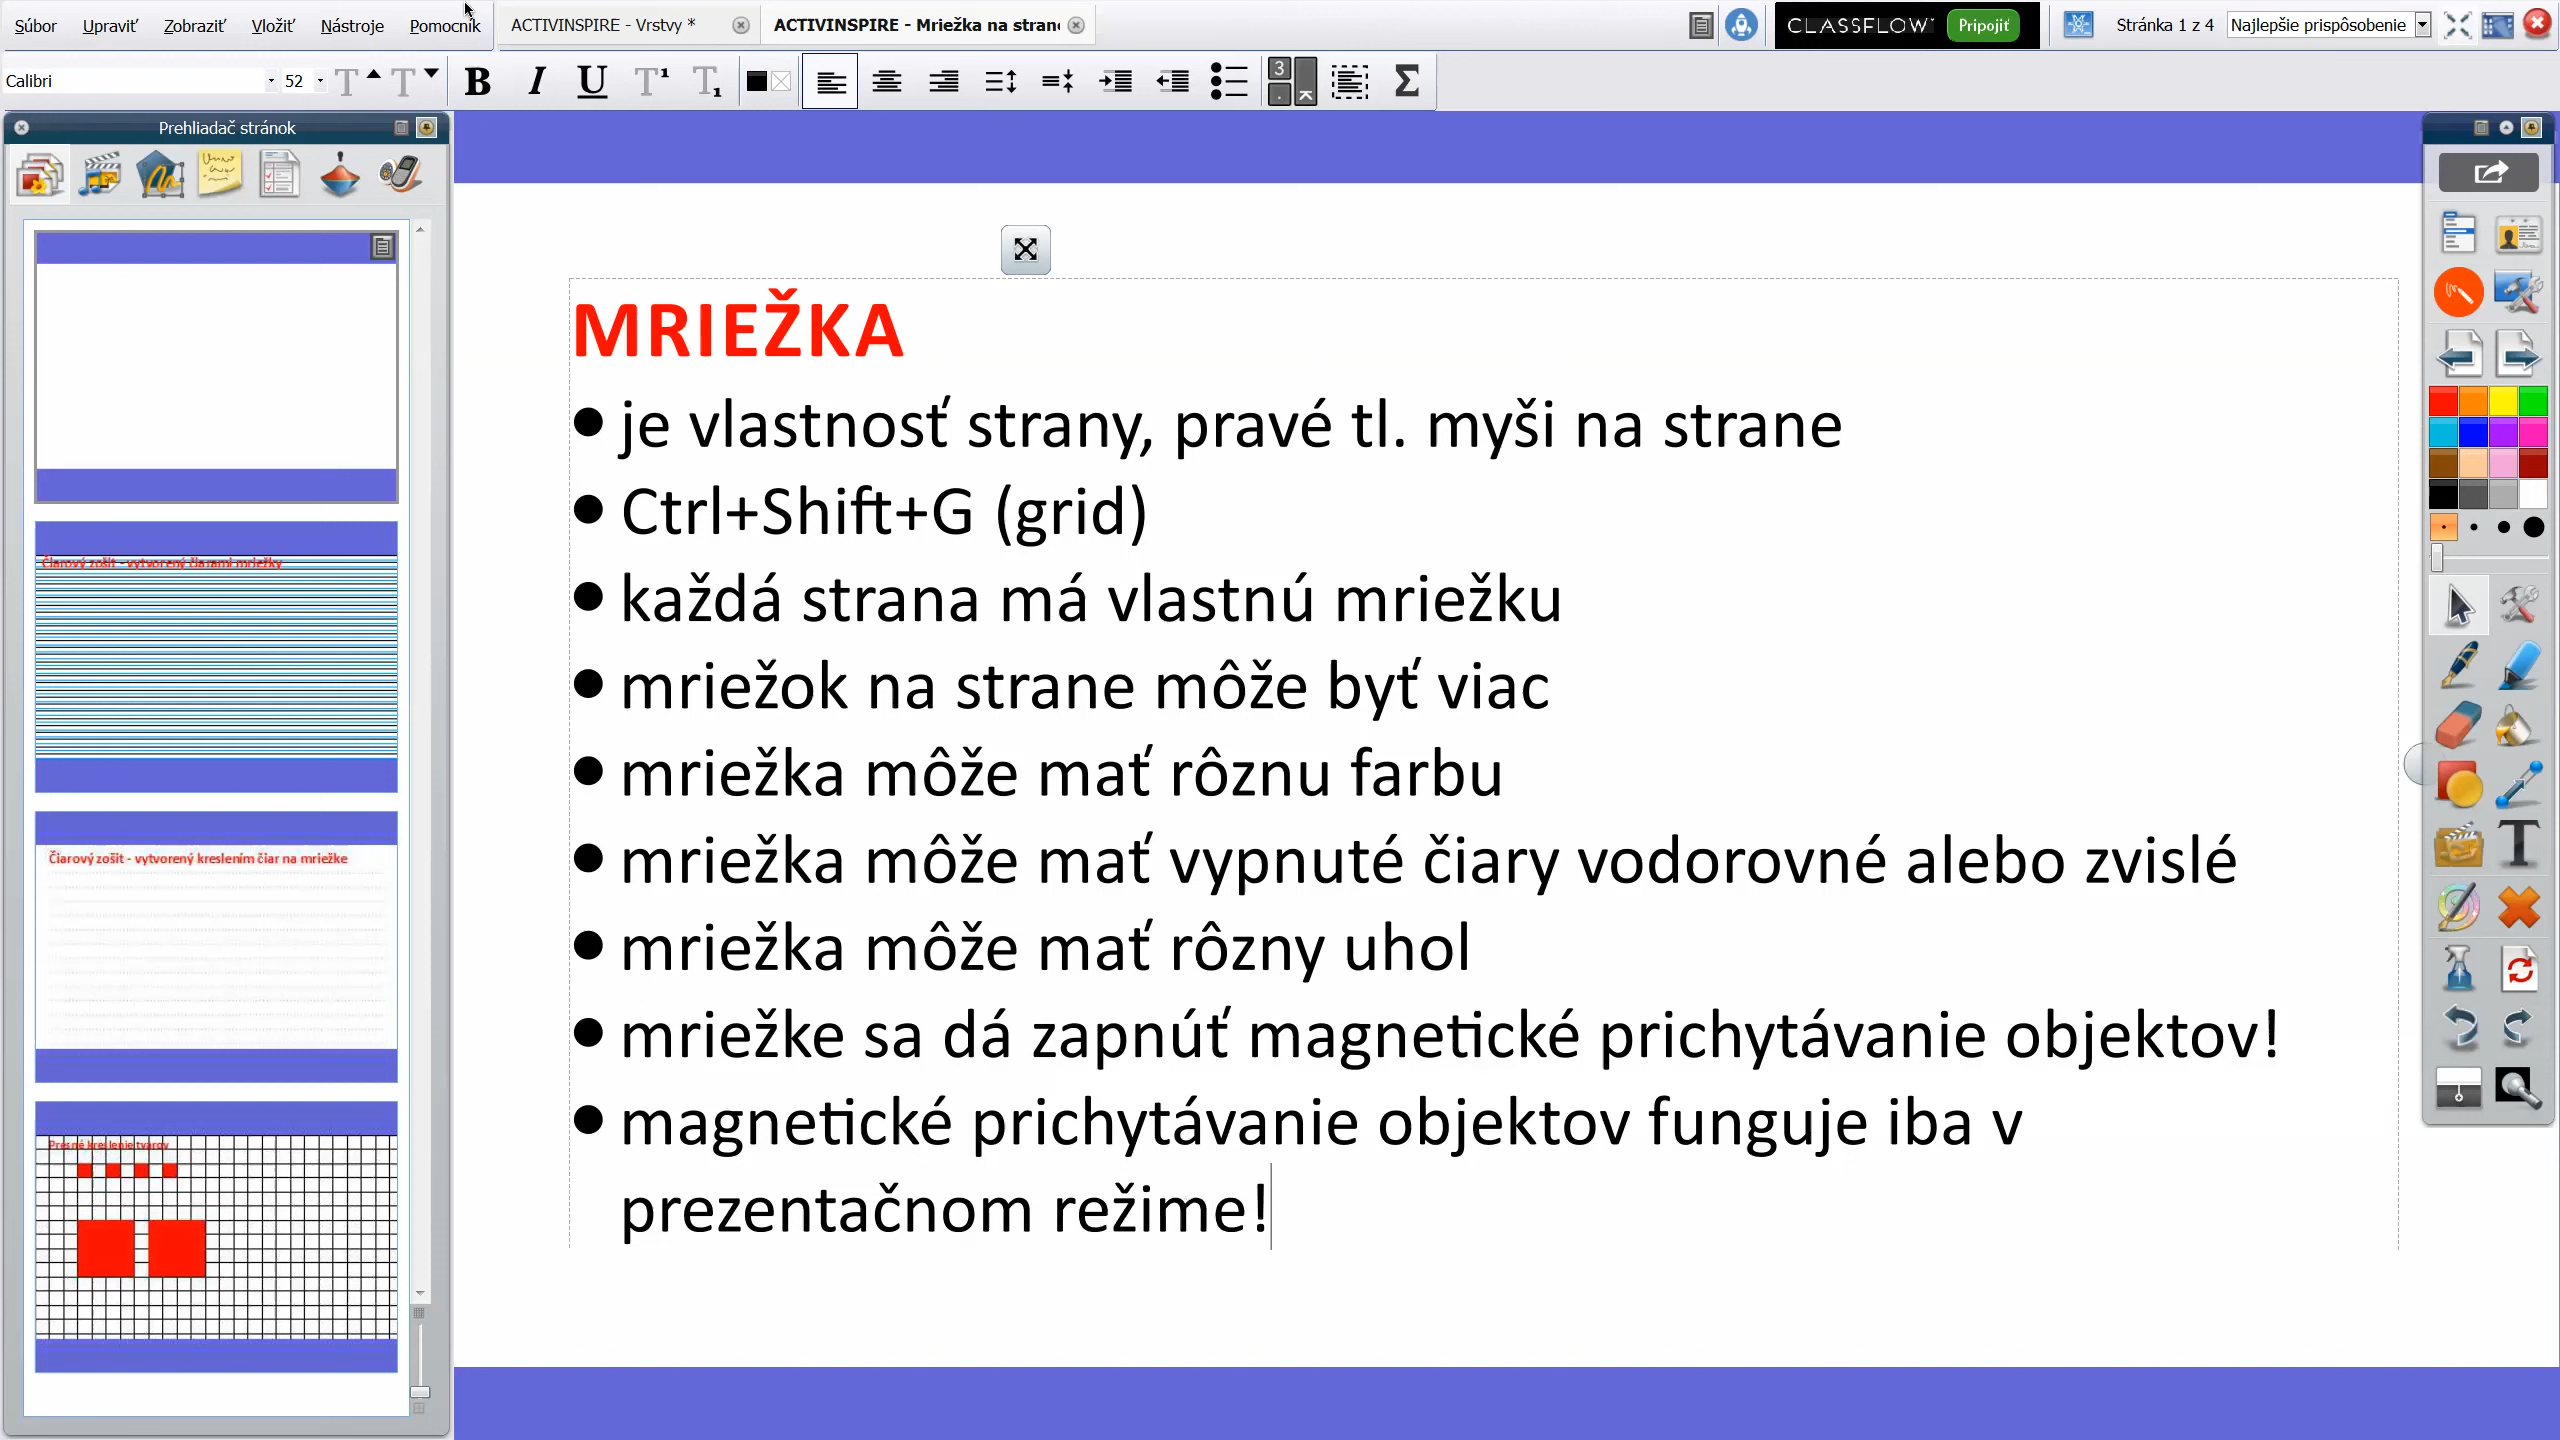 Súbor Upraviť Zobraziť Vložiť Nástroje Pomocník
ACTIVINSPIRE - Vrstvy *
ACTIVINSPIRE - Mriežka na strane
CLASSFLOW Pripojiť
Stránka 1 z 4
Najlepšie prispôsobenie
Calibri 52
Prehliadač stránok
Čiarový zošit - vytvorený čiarami mriežky
Čiarový zošit - vytvorený kreslením čiar na mriežke
Presné kreslenie tvarov
MRIEŽKA
• je vlastnosť strany, pravé tl. myši na strane
• Ctrl+Shift+G (grid)
• každá strana má vlastnú mriežku
• mriežok na strane môže byť viac
• mriežka môže mať rôznu farbu
• mriežka môže mať vypnuté čiary vodorovné alebo zvislé
• mriežka môže mať rôzny uhol
• mriežke sa dá zapnúť magnetické prichytávanie objektov!
• magnetické prichytávanie objektov funguje iba v
prezentačnom režime!